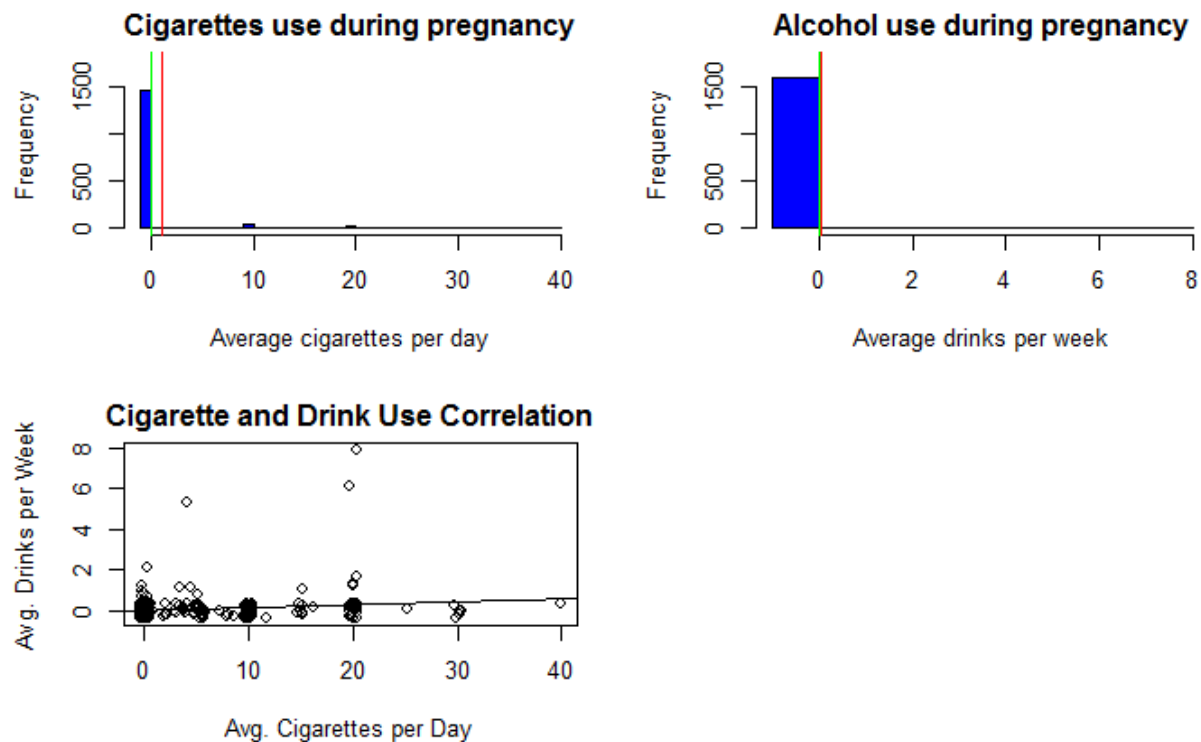 Cigarettes use during pregnancy
Frequency
0 500 1500
0 10 20 30 40
Average cigarettes per day
Alcohol use during pregnancy
Frequency
0 500 1500
0 2 4 6 8
Average drinks per week
Cigarette and Drink Use Correlation
Avg. Drinks per Week
0 2 4 6 8
0 10 20 30 40
Avg. Cigarettes per Day